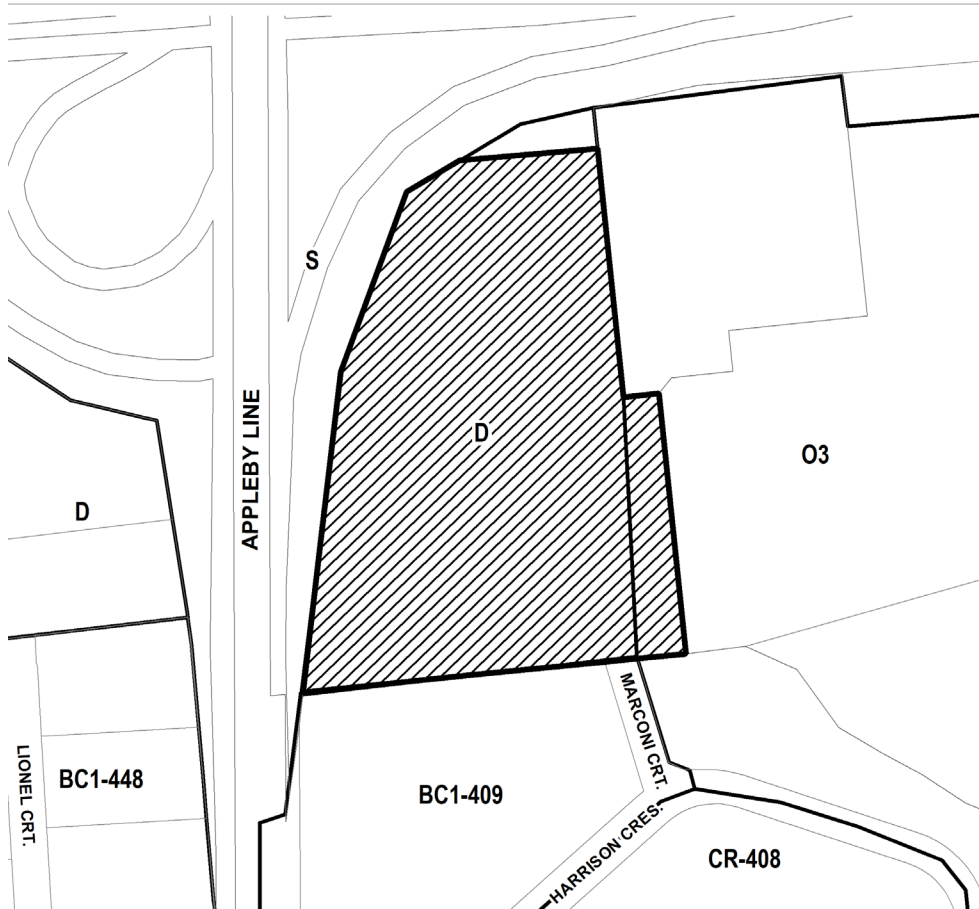 S
APPLEBY LINE
D
O3
D
MARCONI CRT.
LIONEL CRT.
BC1-448
BC1-409
HARRISON CRES.
CR-408